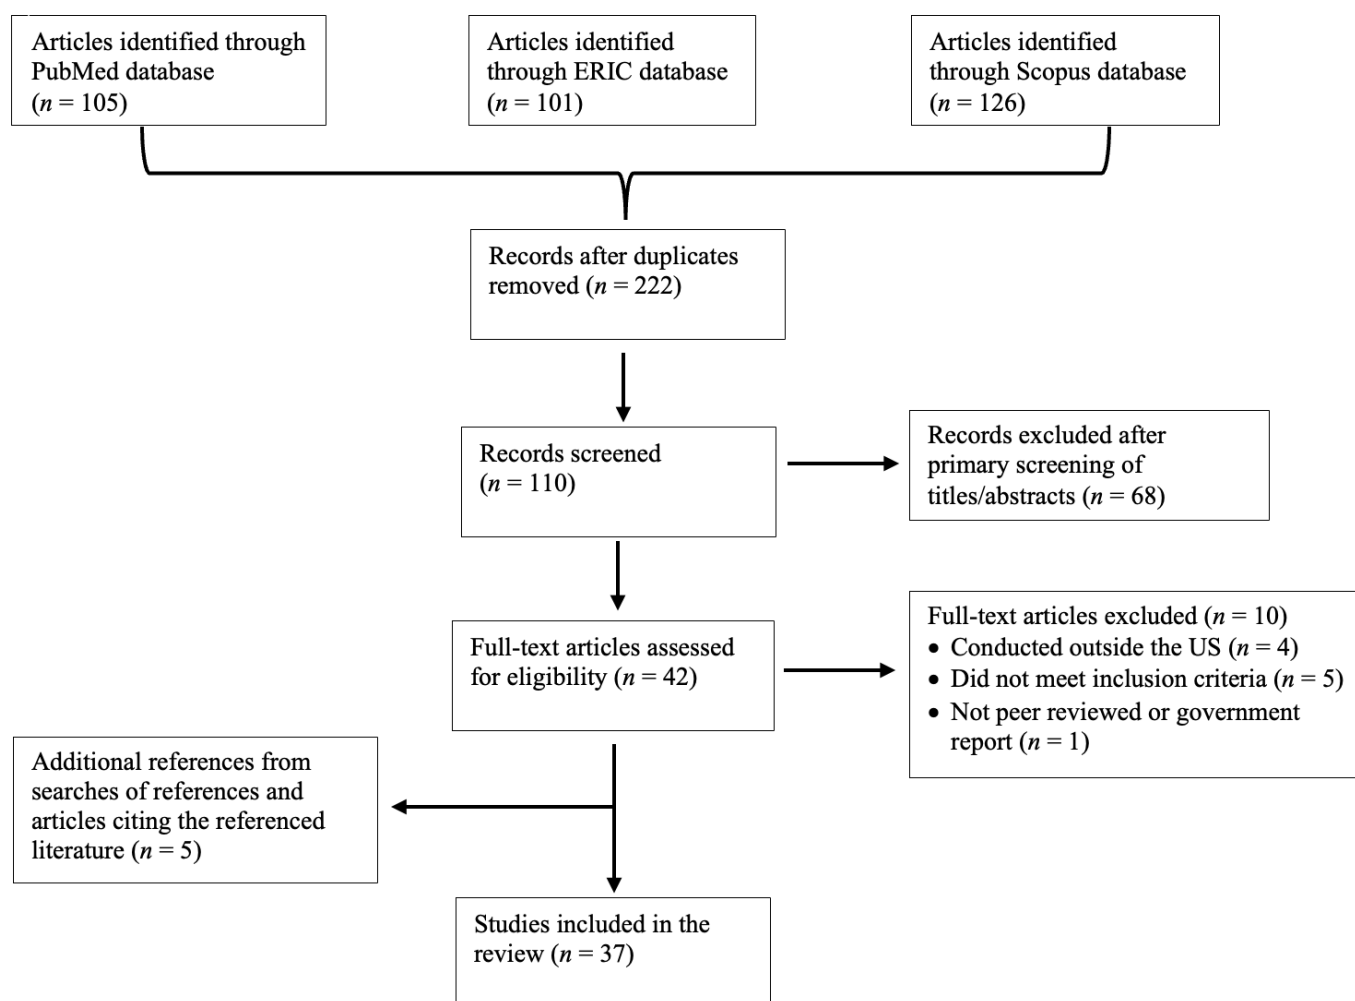 Articles identified through
PubMed database
(n = 105)
Articles identified
through ERIC database
(n = 101)
Articles identified
through Scopus database
(n = 126)
Records after duplicates
removed (n = 222)
Records screened
(n = 110)
Records excluded after
primary screening of
titles/abstracts (n = 68)
Full-text articles assessed
for eligibility (n = 42)
Full-text articles excluded (n = 10)
• Conducted outside the US (n = 4)
• Did not meet inclusion criteria (n = 5)
• Not peer reviewed or government
report (n = 1)
Additional references from
searches of references and
articles citing the referenced
literature (n = 5)
Studies included in the
review (n = 37)